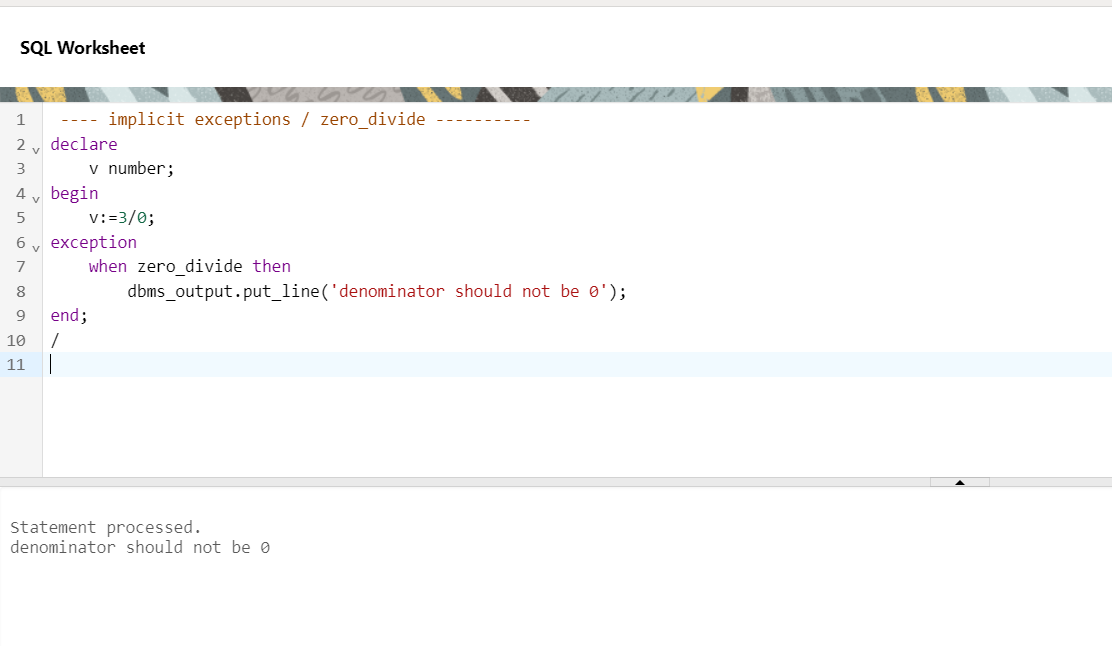 SQL Worksheet
1 ---- implicit exceptions / zero_divide ----------
2 declare
3 v number;
4 begin
5 v:=3/0;
6 exception
7 when zero_divide then
8 dbms_output.put_line('denominator should not be 0');
9 end;
10 /
11
Statement processed.
denominator should not be 0